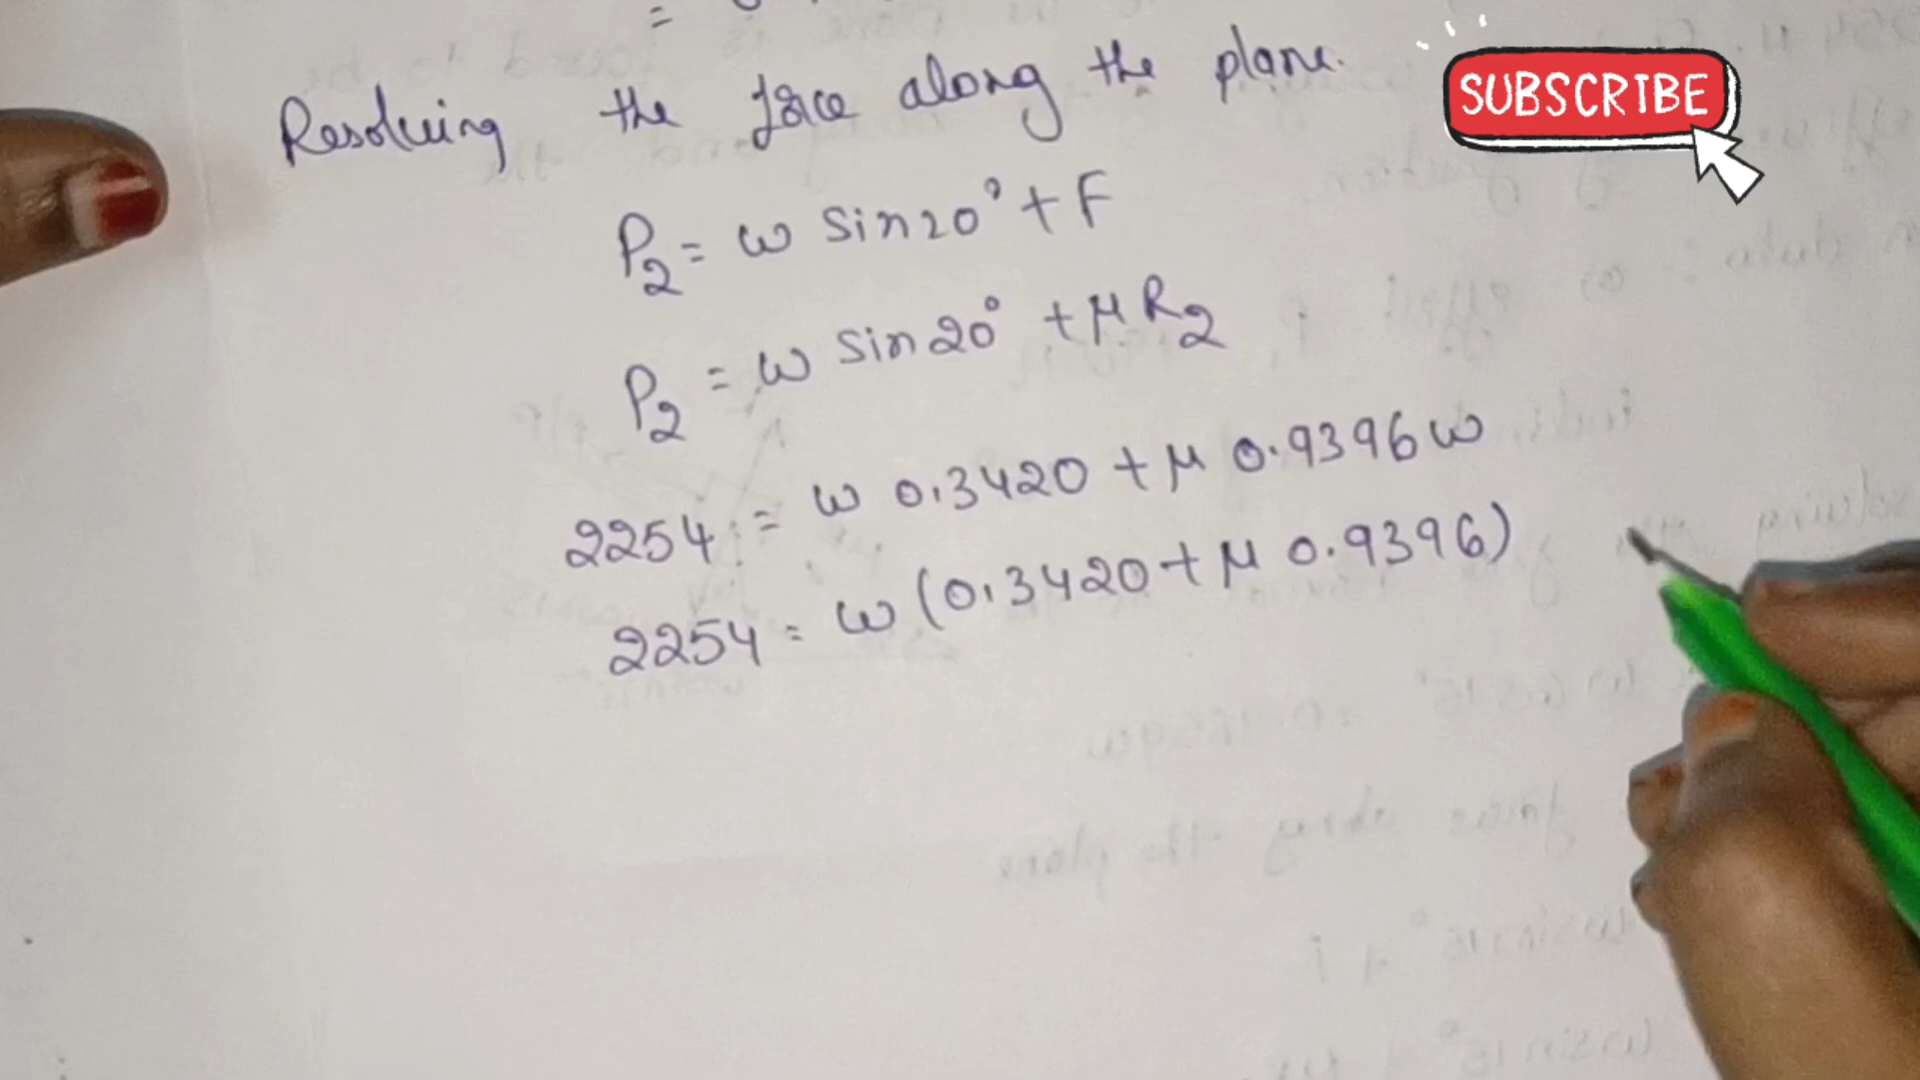 =
Resolving the force along the plane.
SUBSCRIBE
P2 = w sin20° + F
P2 = w sin20° + μR2
2254 = w 0.3420 + μ 0.9396w
2254 = w (0.3420 + μ 0.9396)